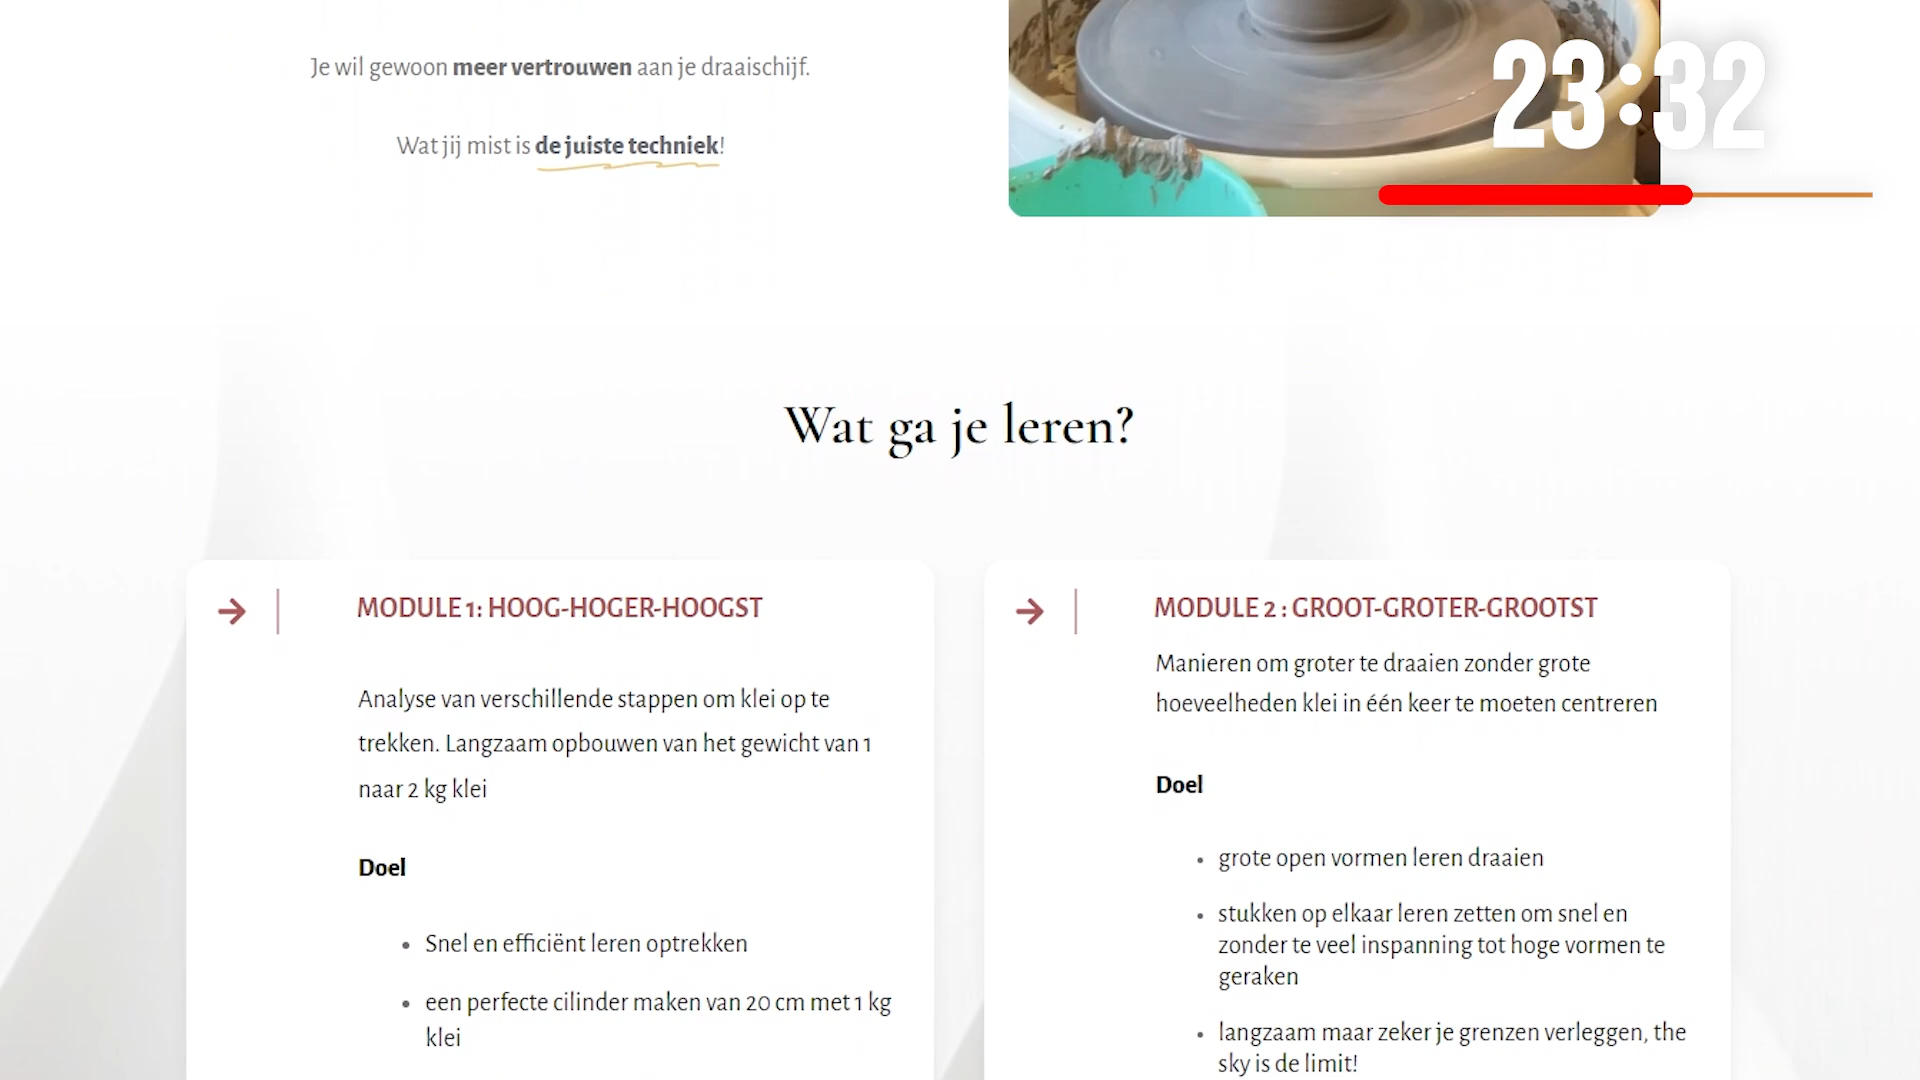 Je wil gewoon meer vertrouwen aan je draaischijf.
Wat jij mist is de juiste techniek!
23:32
Wat ga je leren?
MODULE 1: HOOG-HOGER-HOOGST
Analyse van verschillende stappen om klei op te
trekken. Langzaam opbouwen van het gewicht van 1
naar 2 kg klei
Doel
• Snel en efficiënt leren optrekken
• een perfecte cilinder maken van 20 cm met 1 kg
klei
MODULE 2 : GROOT-GROTER-GROOTST
Manieren om groter te draaien zonder grote
hoeveelheden klei in één keer te moeten centreren
Doel
• grote open vormen leren draaien
• stukken op elkaar leren zetten om snel en
zonder te veel inspanning tot hoge vormen te
geraken
• langzaam maar zeker je grenzen verleggen, the
sky is de limit!